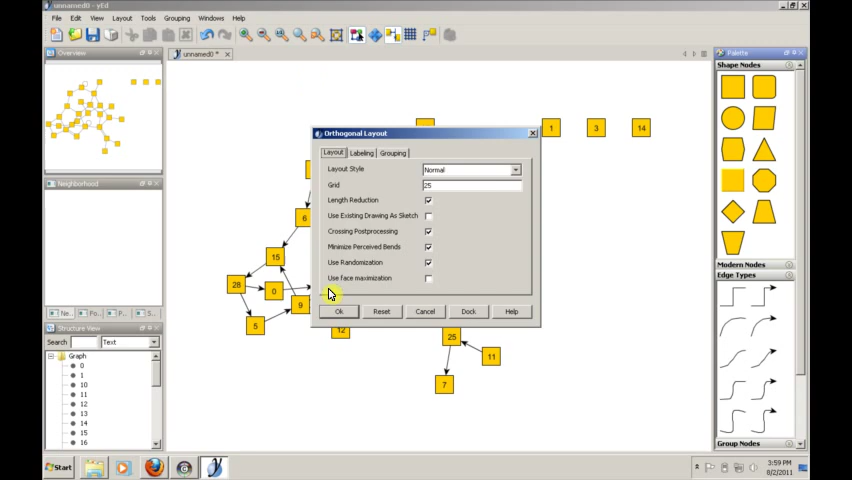 unnamed0 - yEd
File Edit View Layout Tools Grouping Windows Help
Overview
unnamed0 *
Palette
Shape Nodes
1 3 14
Orthogonal Layout
Layout Labeling Grouping
Layout Style Normal
Grid 25
Length Reduction
Use Existing Drawing As Sketch
Crossing Postprocessing
Minimize Perceived Bends
Use Randomization
Use face maximization
Ok Reset Cancel Dock Help
Neighborhood
6
15
28 0
9
5
12
25
11
7
Modern Nodes
Edge Types
Ne... Fo... P... S...
Structure View
Search Text
Graph
0
1
10
11
12
13
14
15
16
Group Nodes
Start
3:59 PM
8/2/2011